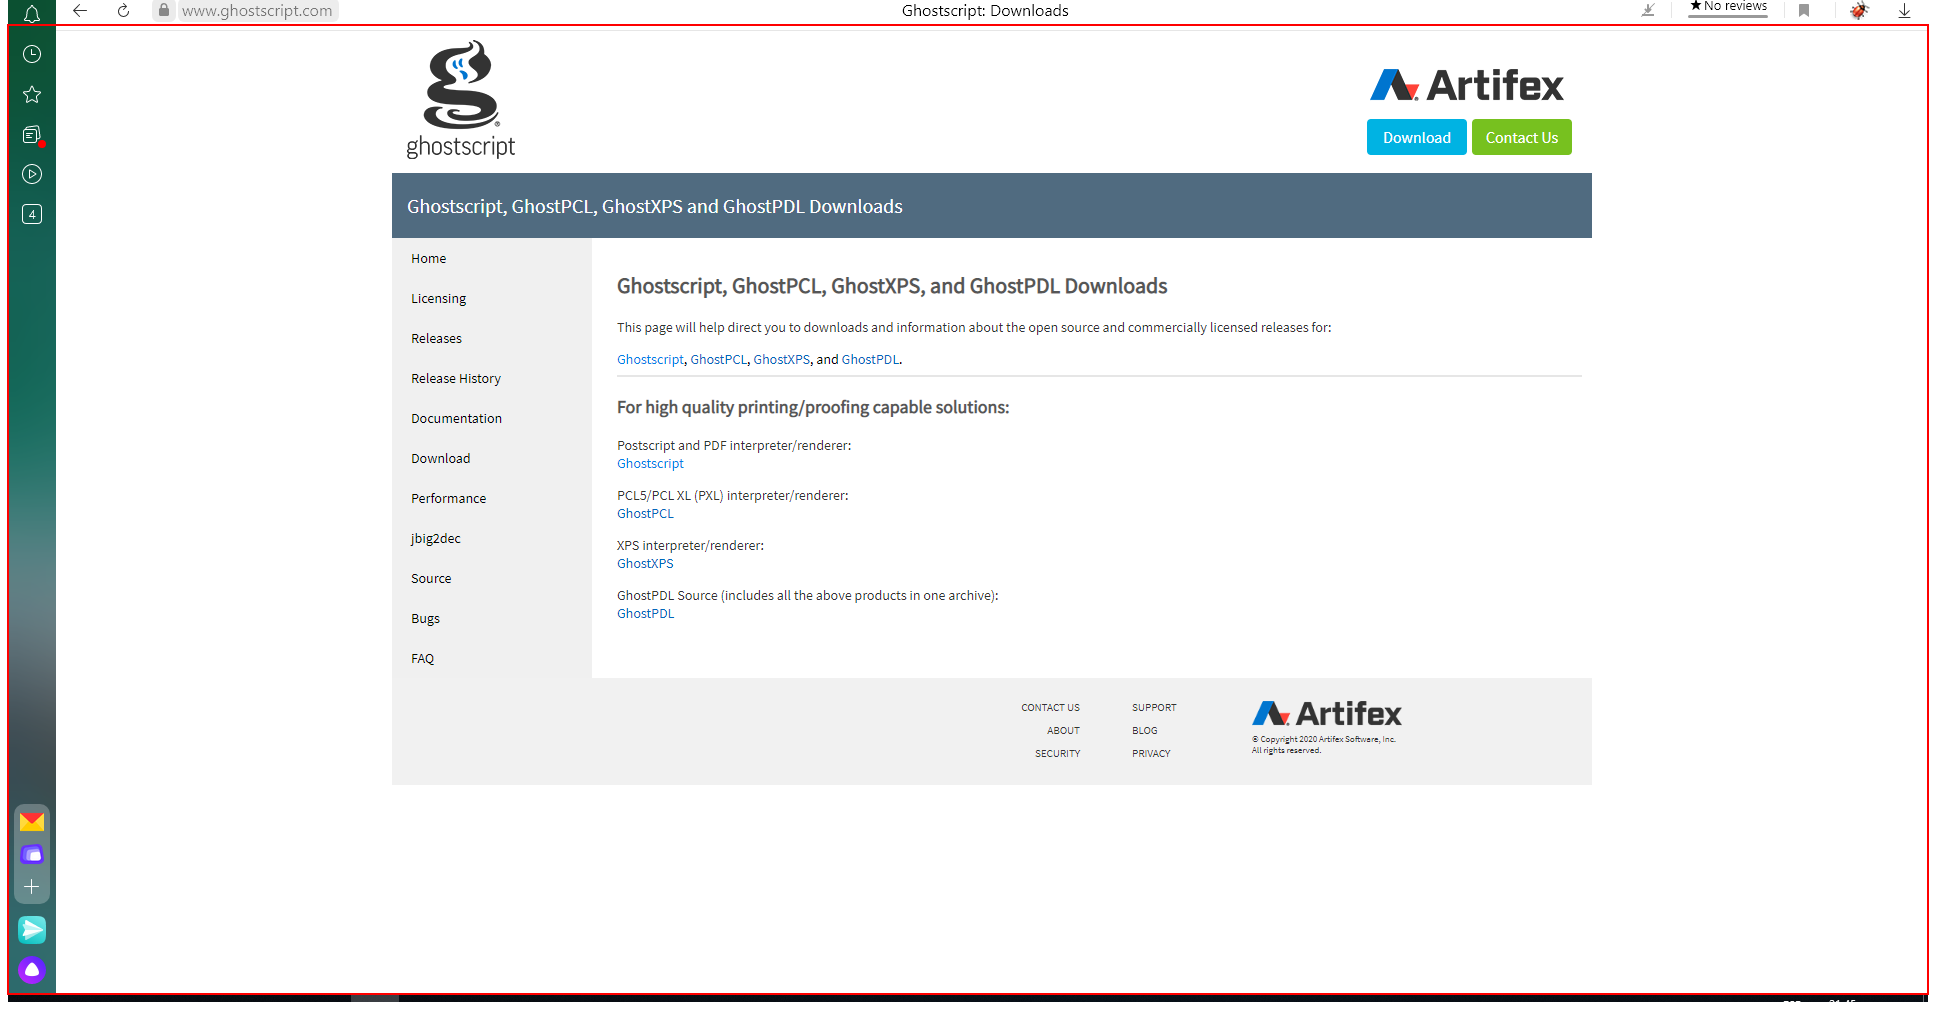 www.ghostscript.com
Ghostscript: Downloads
★ No reviews
4
ghostscript
Artifex
Download
Contact Us
Ghostscript, GhostPCL, GhostXPS and GhostPDL Downloads
Home
Licensing
Releases
Release History
Documentation
Download
Performance
jbig2dec
Source
Bugs
FAQ
Ghostscript, GhostPCL, GhostXPS, and GhostPDL Downloads
This page will help direct you to downloads and information about the open source and commercially licensed releases for:
Ghostscript, GhostPCL, GhostXPS, and GhostPDL.
For high quality printing/proofing capable solutions:
Postscript and PDF interpreter/renderer:
Ghostscript
PCL5/PCL XL (PXL) interpreter/renderer:
GhostPCL
XPS interpreter/renderer:
GhostXPS
GhostPDL Source (includes all the above products in one archive):
GhostPDL
CONTACT US
ABOUT
SECURITY
SUPPORT
BLOG
PRIVACY
Artifex
© Copyright 2020 Artifex Software, Inc.
All rights reserved.